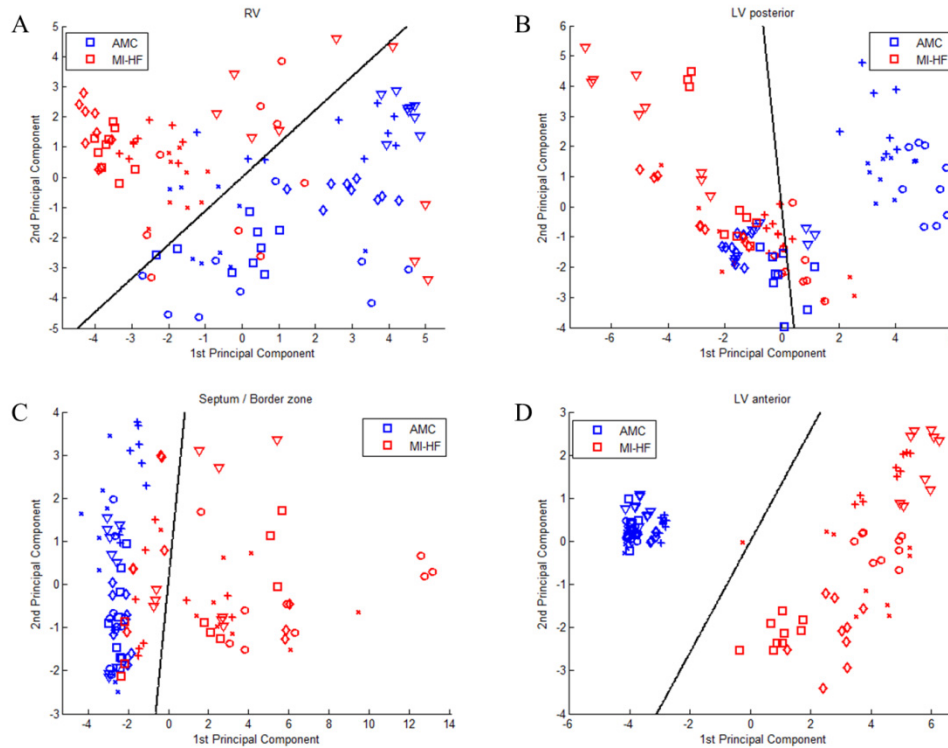 A
RV
AMC
MI-HF
2nd Principal Component
5
4
3
2
1
0
-1
-2
-3
-4
-5
-4 -3 -2 -1 0 1 2 3 4 5
1st Principal Component
B
LV posterior
AMC
MI-HF
2nd Principal Component
6
5
4
3
2
1
0
-1
-2
-3
-4
-6 -4 -2 0 2 4
1st Principal Component
C
Septum / Border zone
AMC
MI-HF
2nd Principal Component
4
3
2
1
0
-1
-2
-3
-4 -2 0 2 4 6 8 10 12 14
1st Principal Component
D
LV anterior
AMC
MI-HF
2nd Principal Component
3
2
1
0
-1
-2
-3
-4
-6 -4 -2 0 2 4 6
1st Principal Component